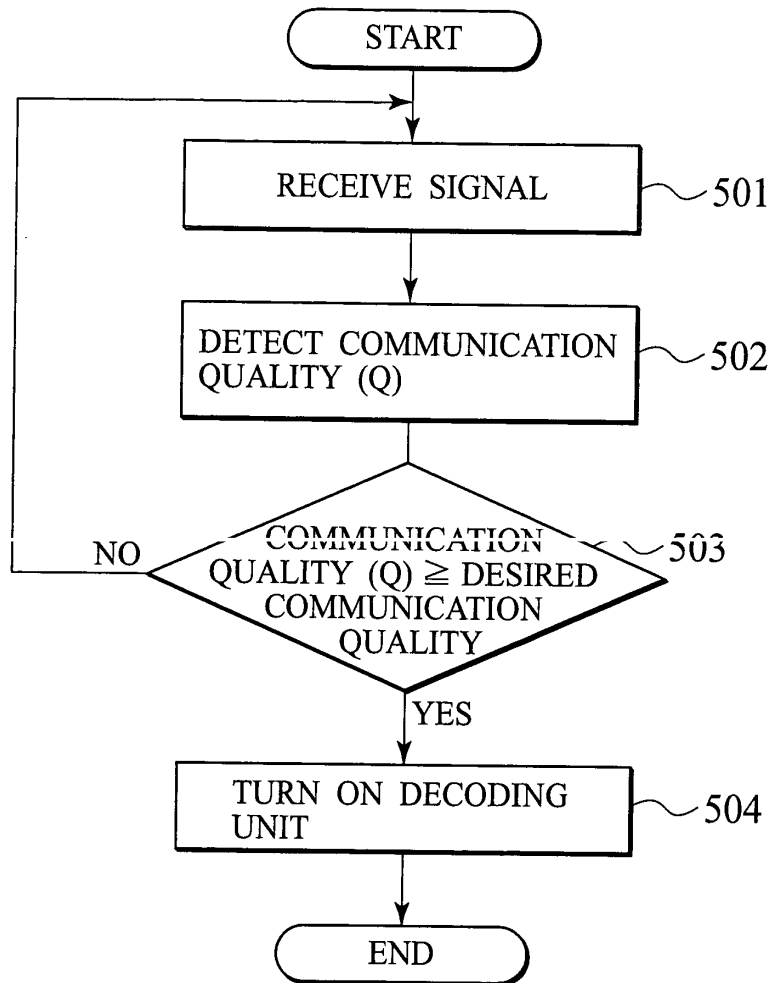 START
RECEIVE SIGNAL
501
DETECT COMMUNICATION
QUALITY (Q)
502
COMMUNICATION
QUALITY (Q) ≧ DESIRED
COMMUNICATION
QUALITY
503
NO
YES
TURN ON DECODING
UNIT
504
END